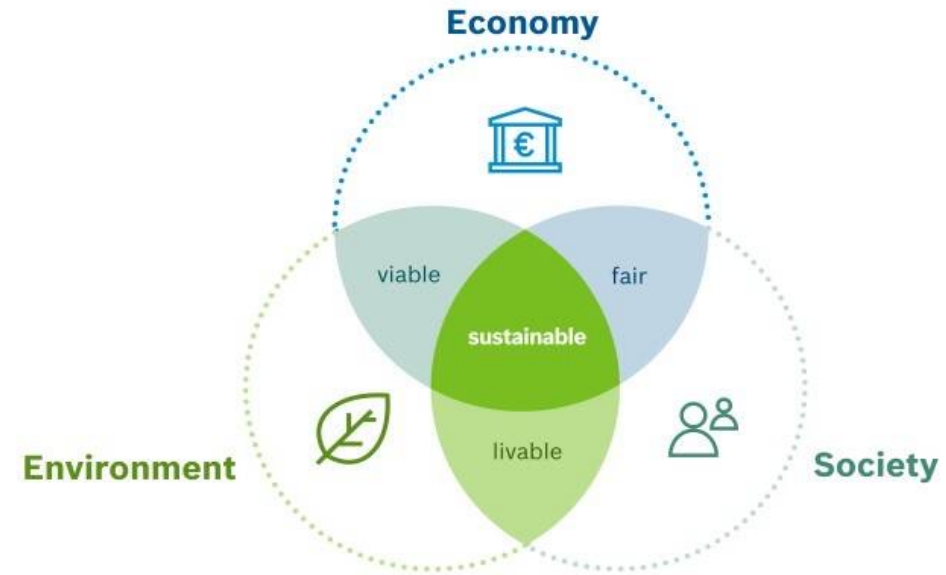 Economy
€
viable
fair
sustainable
livable
Environment
Society